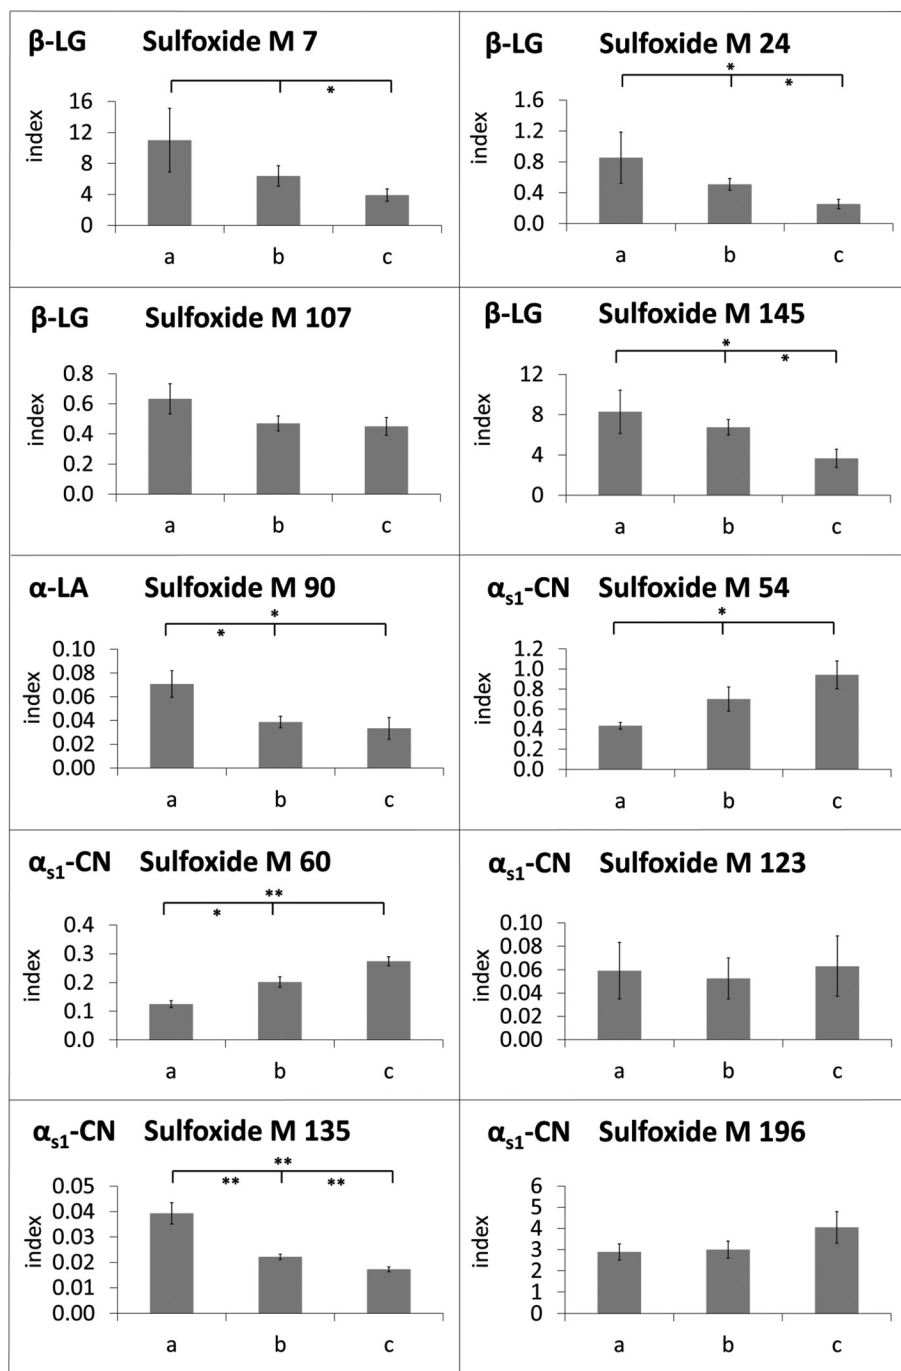 β-LG Sulfoxide M 7
*
index
16
12
8
4
0
a b c
β-LG Sulfoxide M 24
*
*
index
1.6
1.2
0.8
0.4
0.0
a b c
β-LG Sulfoxide M 107
index
0.8
0.6
0.4
0.2
0.0
a b c
β-LG Sulfoxide M 145
*
*
index
12
8
4
0
a b c
α-LA Sulfoxide M 90
*
*
index
0.10
0.08
0.06
0.04
0.02
0.00
a b c
αs1-CN Sulfoxide M 54
*
index
1.2
1.0
0.8
0.6
0.4
0.2
0.0
a b c
αs1-CN Sulfoxide M 60
**
*
index
0.4
0.3
0.2
0.1
0.0
a b c
αs1-CN Sulfoxide M 123
index
0.10
0.08
0.06
0.04
0.02
0.00
a b c
αs1-CN Sulfoxide M 135
**
** **
index
0.05
0.04
0.03
0.02
0.01
0.00
a b c
αs1-CN Sulfoxide M 196
index
6
5
4
3
2
1
0
a b c